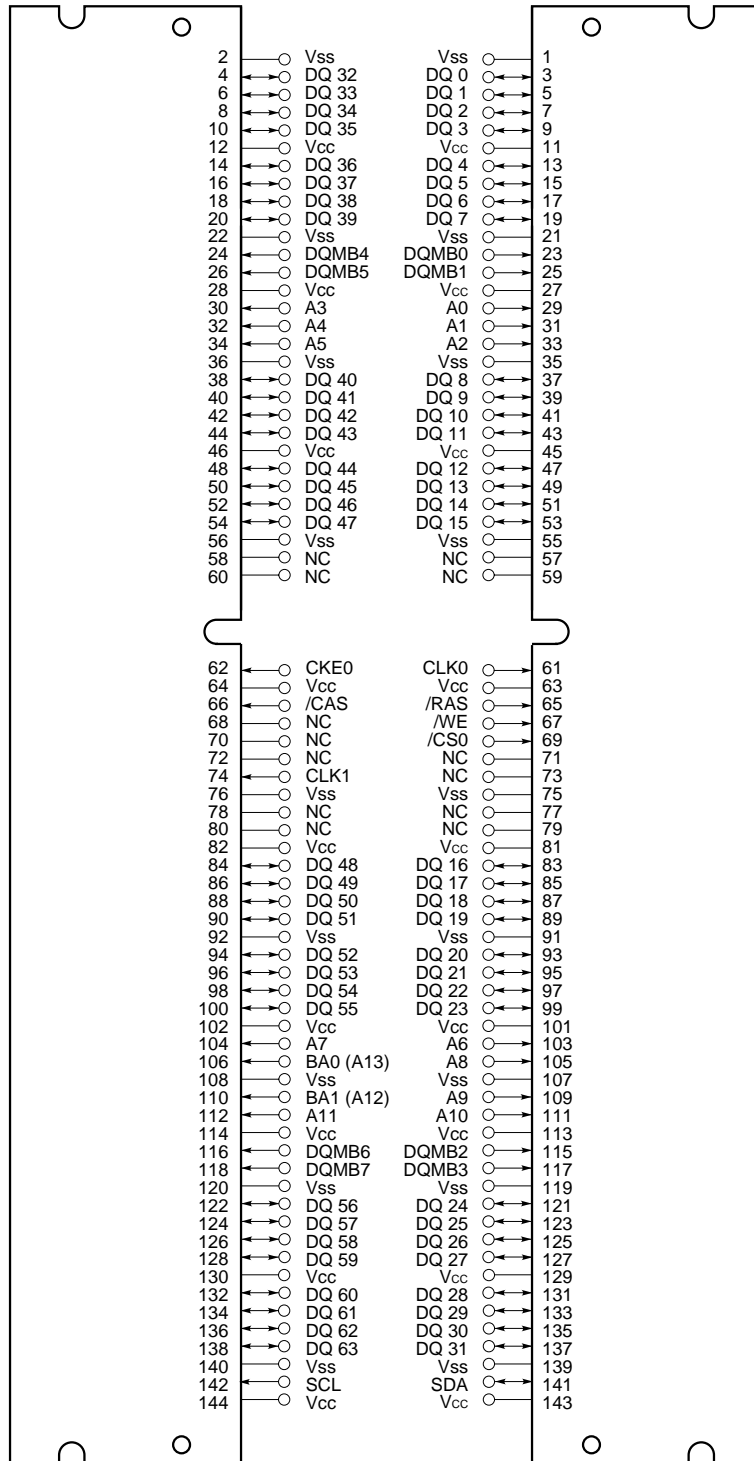 2 Vss Vss 1
4 DQ 32 DQ 0 3
6 DQ 33 DQ 1 5
8 DQ 34 DQ 2 7
10 DQ 35 DQ 3 9
12 Vcc Vcc 11
14 DQ 36 DQ 4 13
16 DQ 37 DQ 5 15
18 DQ 38 DQ 6 17
20 DQ 39 DQ 7 19
22 Vss Vss 21
24 DQMB4 DQMB0 23
26 DQMB5 DQMB1 25
28 Vcc Vcc 27
30 A3 A0 29
32 A4 A1 31
34 A5 A2 33
36 Vss Vss 35
38 DQ 40 DQ 8 37
40 DQ 41 DQ 9 39
42 DQ 42 DQ 10 41
44 DQ 43 DQ 11 43
46 Vcc Vcc 45
48 DQ 44 DQ 12 47
50 DQ 45 DQ 13 49
52 DQ 46 DQ 14 51
54 DQ 47 DQ 15 53
56 Vss Vss 55
58 NC NC 57
60 NC NC 59
62 CKE0 CLK0 61
64 Vcc Vcc 63
66 /CAS /RAS 65
68 NC /WE 67
70 NC /CS0 69
72 NC NC 71
74 CLK1 NC 73
76 Vss Vss 75
78 NC NC 77
80 NC NC 79
82 Vcc Vcc 81
84 DQ 48 DQ 16 83
86 DQ 49 DQ 17 85
88 DQ 50 DQ 18 87
90 DQ 51 DQ 19 89
92 Vss Vss 91
94 DQ 52 DQ 20 93
96 DQ 53 DQ 21 95
98 DQ 54 DQ 22 97
100 DQ 55 DQ 23 99
102 Vcc Vcc 101
104 A7 A6 103
106 BA0 (A13) A8 105
108 Vss Vss 107
110 BA1 (A12) A9 109
112 A11 A10 111
114 Vcc Vcc 113
116 DQMB6 DQMB2 115
118 DQMB7 DQMB3 117
120 Vss Vss 119
122 DQ 56 DQ 24 121
124 DQ 57 DQ 25 123
126 DQ 58 DQ 26 125
128 DQ 59 DQ 27 127
130 Vcc Vcc 129
132 DQ 60 DQ 28 131
134 DQ 61 DQ 29 133
136 DQ 62 DQ 30 135
138 DQ 63 DQ 31 137
140 Vss Vss 139
142 SCL SDA 141
144 Vcc Vcc 143